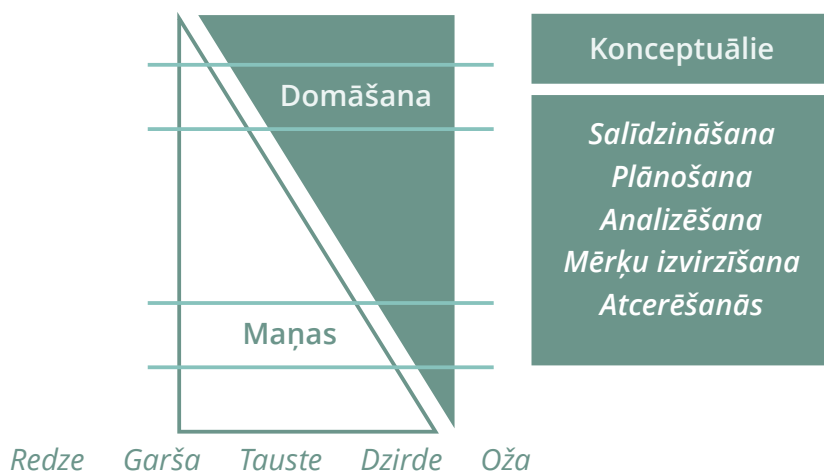 Konceptuālie
Domāšana
Salīdzināšana
Plānošana
Analizēšana
Mērķu izvirzīšana
Atcerēšanās
Maņas
Redze Garša Tauste Dzirde Oža